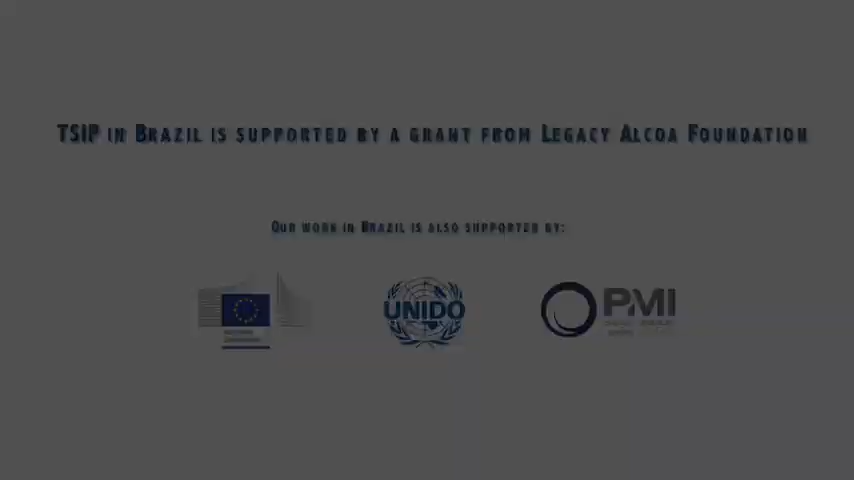 TSIP in Brazil is supported by a grant from Legacy Alcoa Foundation
Our work in Brazil is also supported by:
UNIDO
PMI